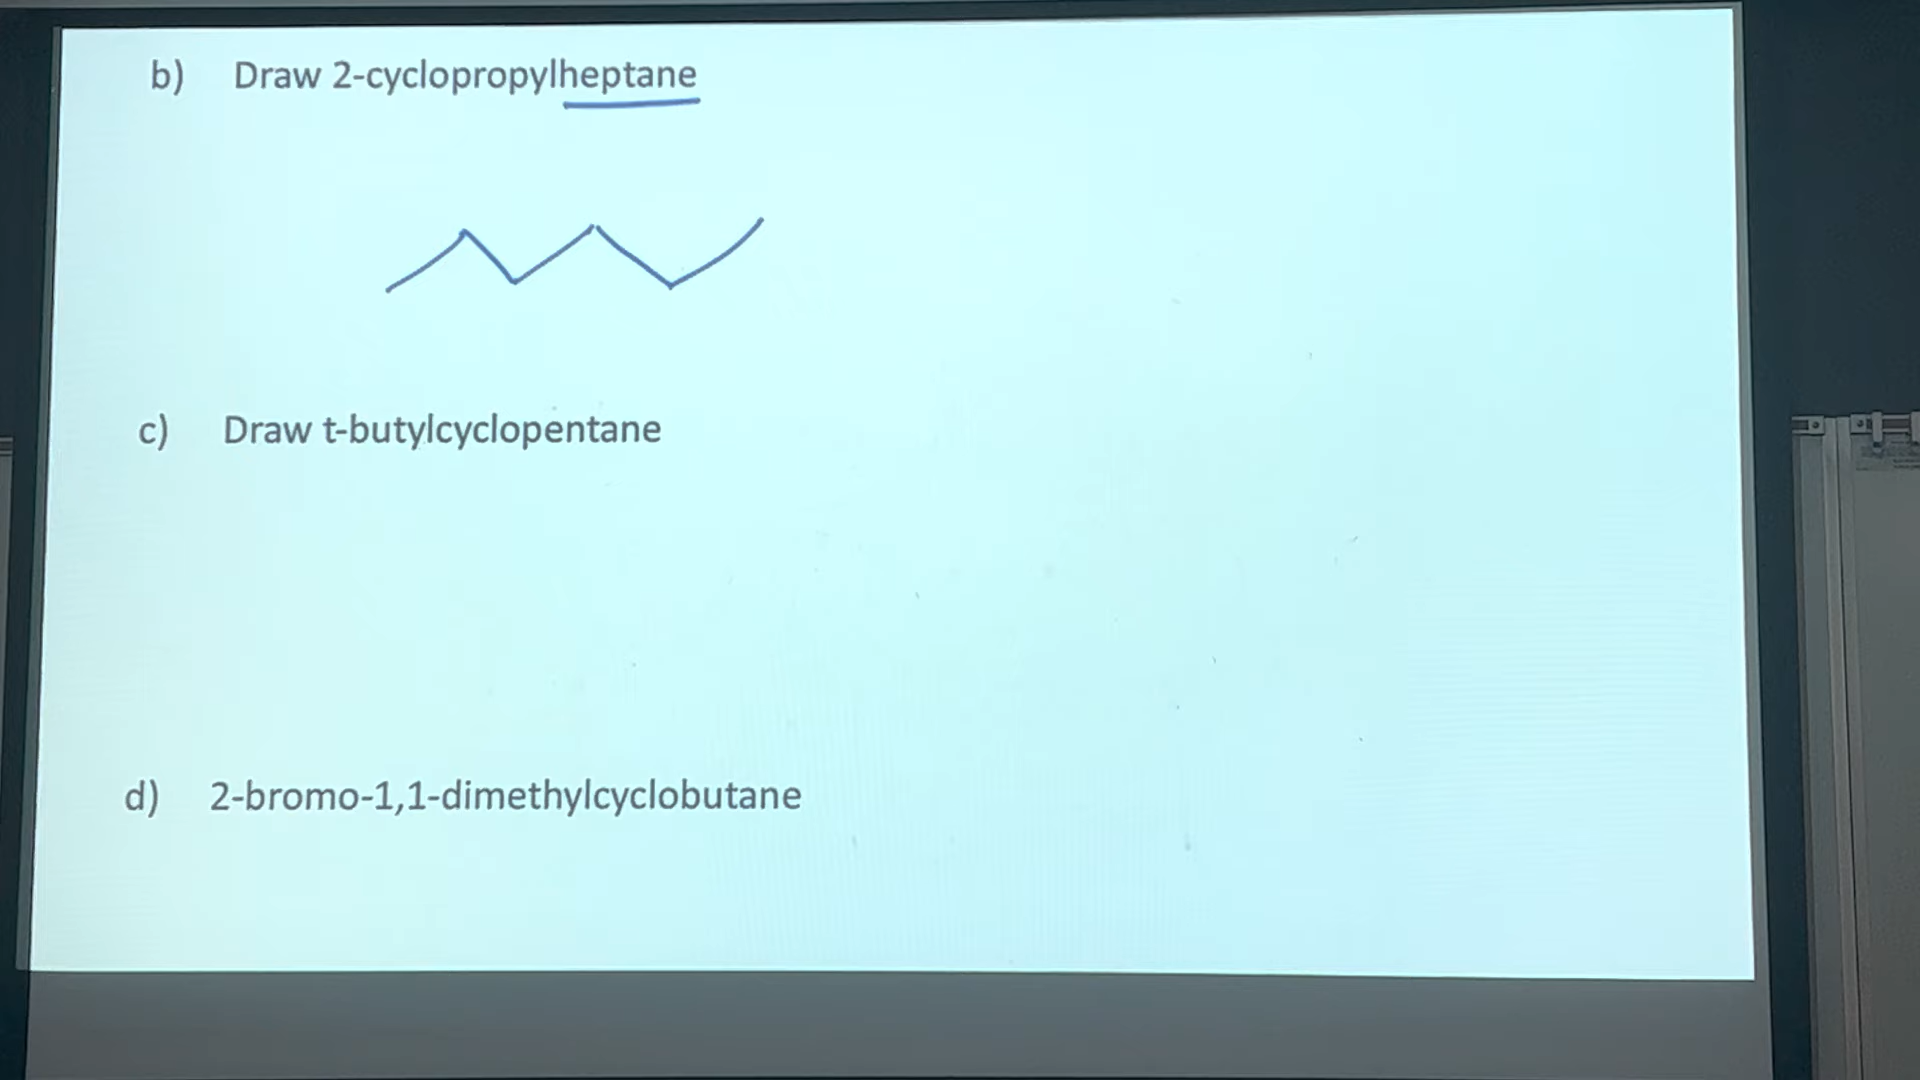 b) Draw 2-cyclopropylheptane
c) Draw t-butylcyclopentane
d) 2-bromo-1,1-dimethylcyclobutane